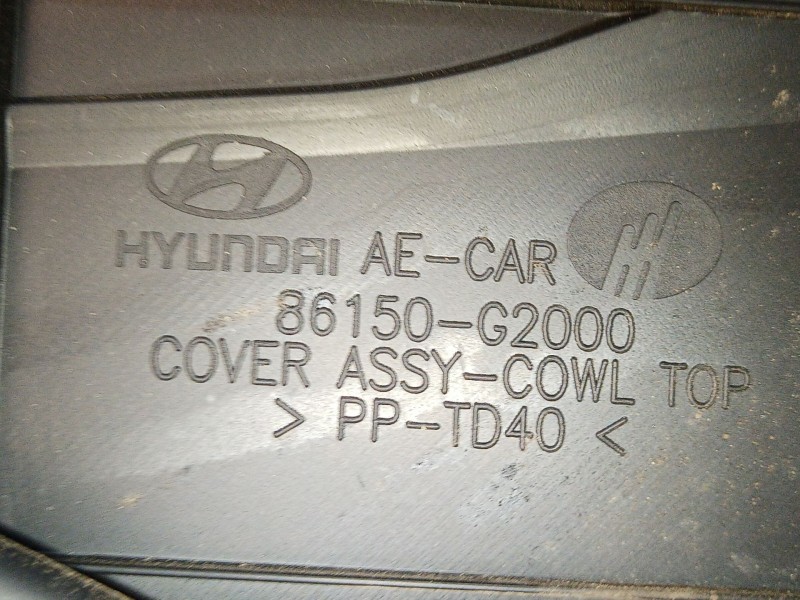 HYUNDAI AE-CAR
86150-G2000
COVER ASSY-COWL TOP
> PP-TD40 <